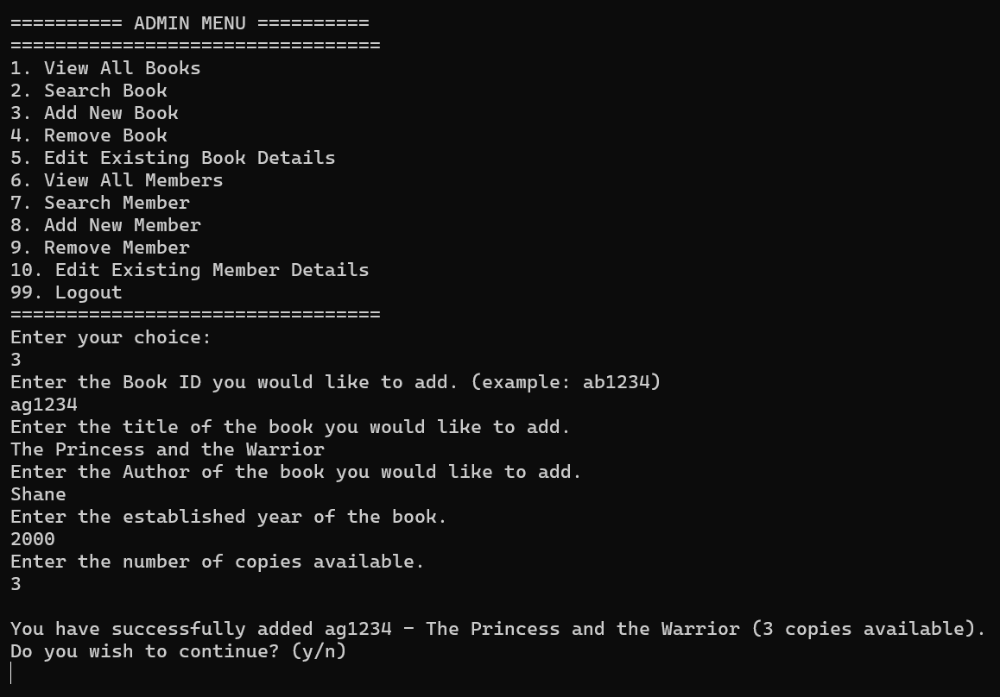 ========== ADMIN MENU ==========
=================================
1. View All Books
2. Search Book
3. Add New Book
4. Remove Book
5. Edit Existing Book Details
6. View All Members
7. Search Member
8. Add New Member
9. Remove Member
10. Edit Existing Member Details
99. Logout
=================================
Enter your choice:
3
Enter the Book ID you would like to add. (example: ab1234)
ag1234
Enter the title of the book you would like to add.
The Princess and the Warrior
Enter the Author of the book you would like to add.
Shane
Enter the established year of the book.
2000
Enter the number of copies available.
3
You have successfully added ag1234 - The Princess and the Warrior (3 copies available).
Do you wish to continue? (y/n)